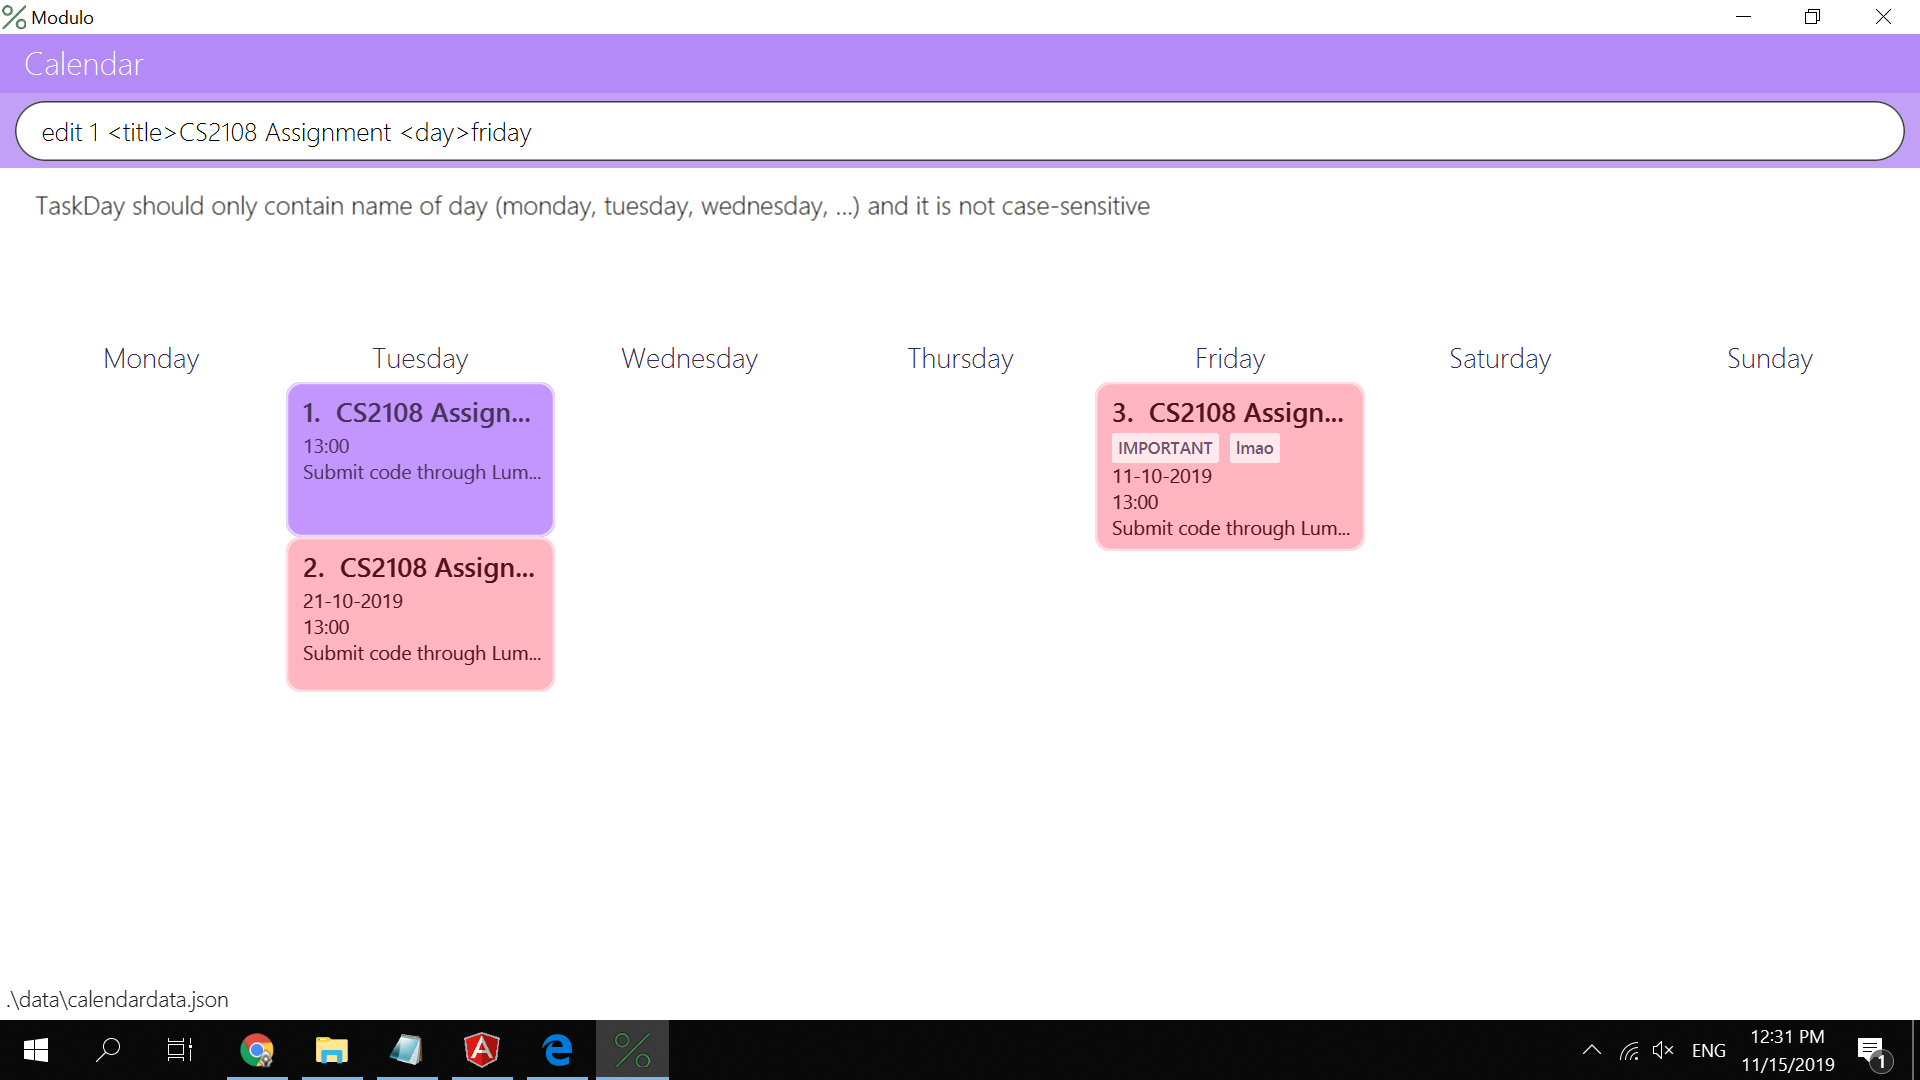 Modulo
Calendar
edit 1 <title>CS2108 Assignment <day>friday
TaskDay should only contain name of day (monday, tuesday, wednesday, ...) and it is not case-sensitive
Monday Tuesday Wednesday Thursday Friday Saturday Sunday
1. CS2108 Assign...
13:00
Submit code through Lum...
2. CS2108 Assign...
21-10-2019
13:00
Submit code through Lum...
3. CS2108 Assign...
IMPORTANT lmao
11-10-2019
13:00
Submit code through Lum...
.\data\calendardata.json
ENG
12:31 PM
11/15/2019
1